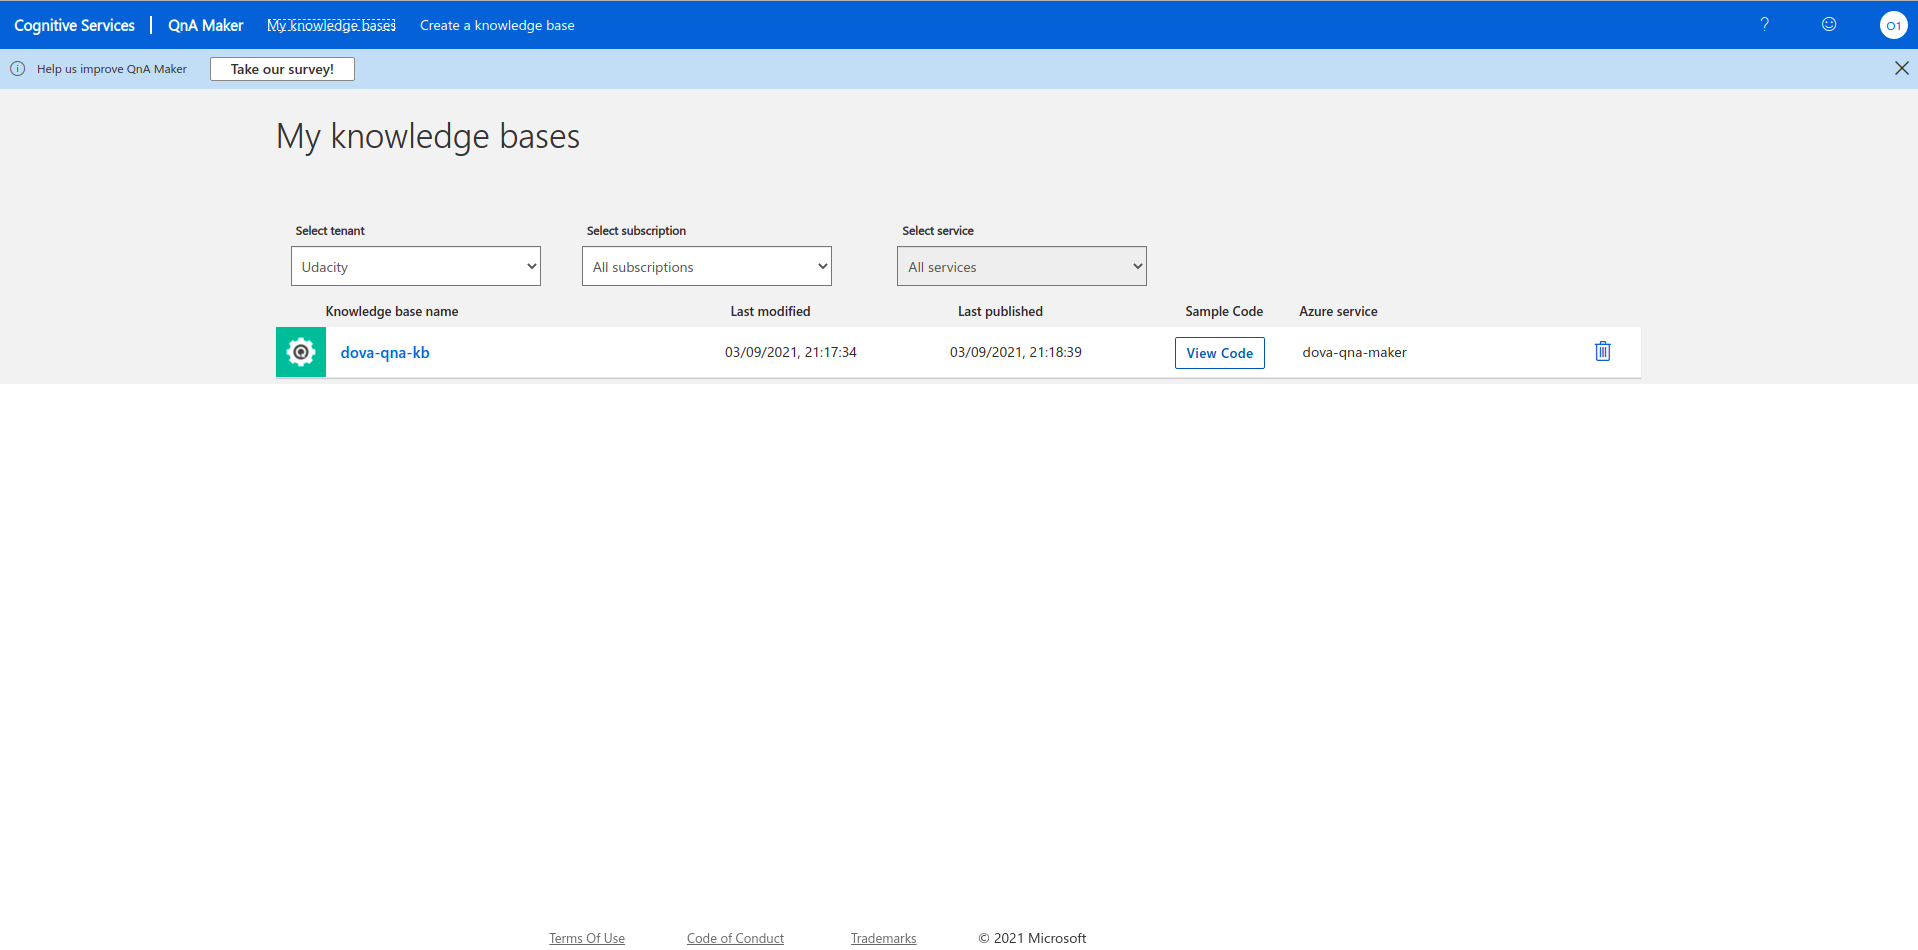 Cognitive Services | QnA Maker My knowledge bases Create a knowledge base ? O1
Help us improve QnA Maker Take our survey!
My knowledge bases
Select tenant Select subscription Select service
Udacity All subscriptions All services
Knowledge base name Last modified Last published Sample Code Azure service
dova-qna-kb 03/09/2021, 21:17:34 03/09/2021, 21:18:39 View Code dova-qna-maker
Terms Of Use Code of Conduct Trademarks © 2021 Microsoft